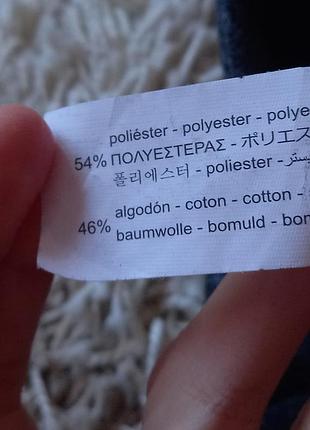 poliéster - polyester - polye
54% ΠΟΛΥΕΣΤΕΡΑΣ - ポリエス
폴리에스터 - poliester -
algodón - coton - cotton -
46%
baumwolle - bomuld - bon